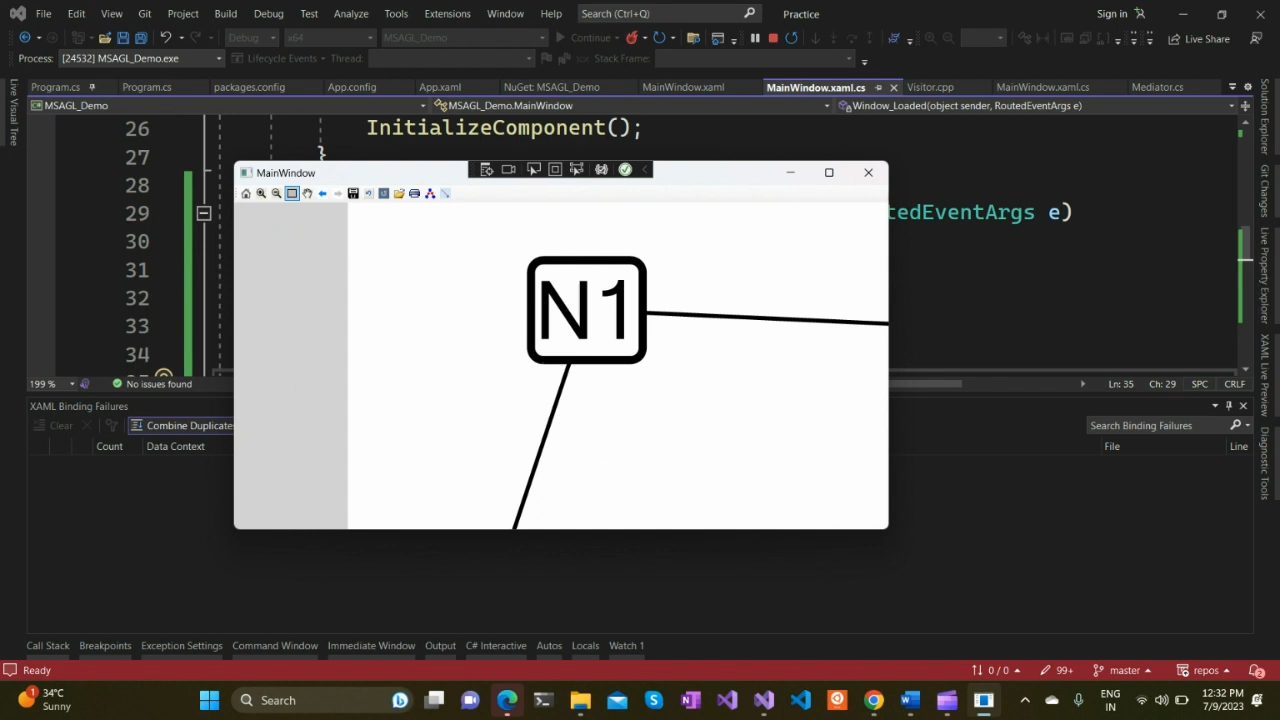 File Edit View Git Project Build Debug Test Analyze Tools Extensions Window Help Search (Ctrl+Q) Practice Sign in
Debug x64 MSAGL_Demo Continue Live Share
Process: [24532] MSAGL_Demo.exe Lifecycle Events Thread: Stack Frame:
Program.cs Program.cs packages.config App.config App.xaml NuGet: MSAGL_Demo MainWindow.xaml MainWindow.xaml.cs Visitor.cpp MainWindow.xaml.cs Mediator.cs
MSAGL_Demo MSAGL_Demo.MainWindow Window_Loaded(object sender, RoutedEventArgs e)
Live Visual Tree
26 InitializeComponent();
27 }
28
29 tedEventArgs e)
30
31
32
33
34
MainWindow
N1
199 % No issues found Ln: 35 Ch: 29 SPC CRLF
XAML Binding Failures
Clear Combine Duplicate Search Binding Failures
Count Data Context File Line
Call Stack Breakpoints Exception Settings Command Window Immediate Window Output C# Interactive Autos Locals Watch 1
Ready 0 / 0 99+ master repos 2
Solution Explorer
Git Changes
Live Property Explorer
XAML Live Preview
Diagnostic Tools
1 34°C
Sunny
Search
ENG
IN
12:32 PM
7/9/2023